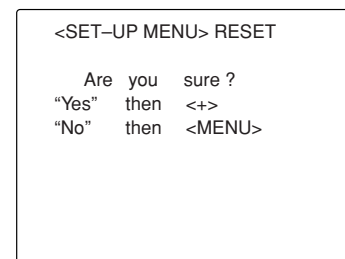 <SET–UP MENU> RESET
Are you sure ?
“Yes” then <+>
“No” then <MENU>